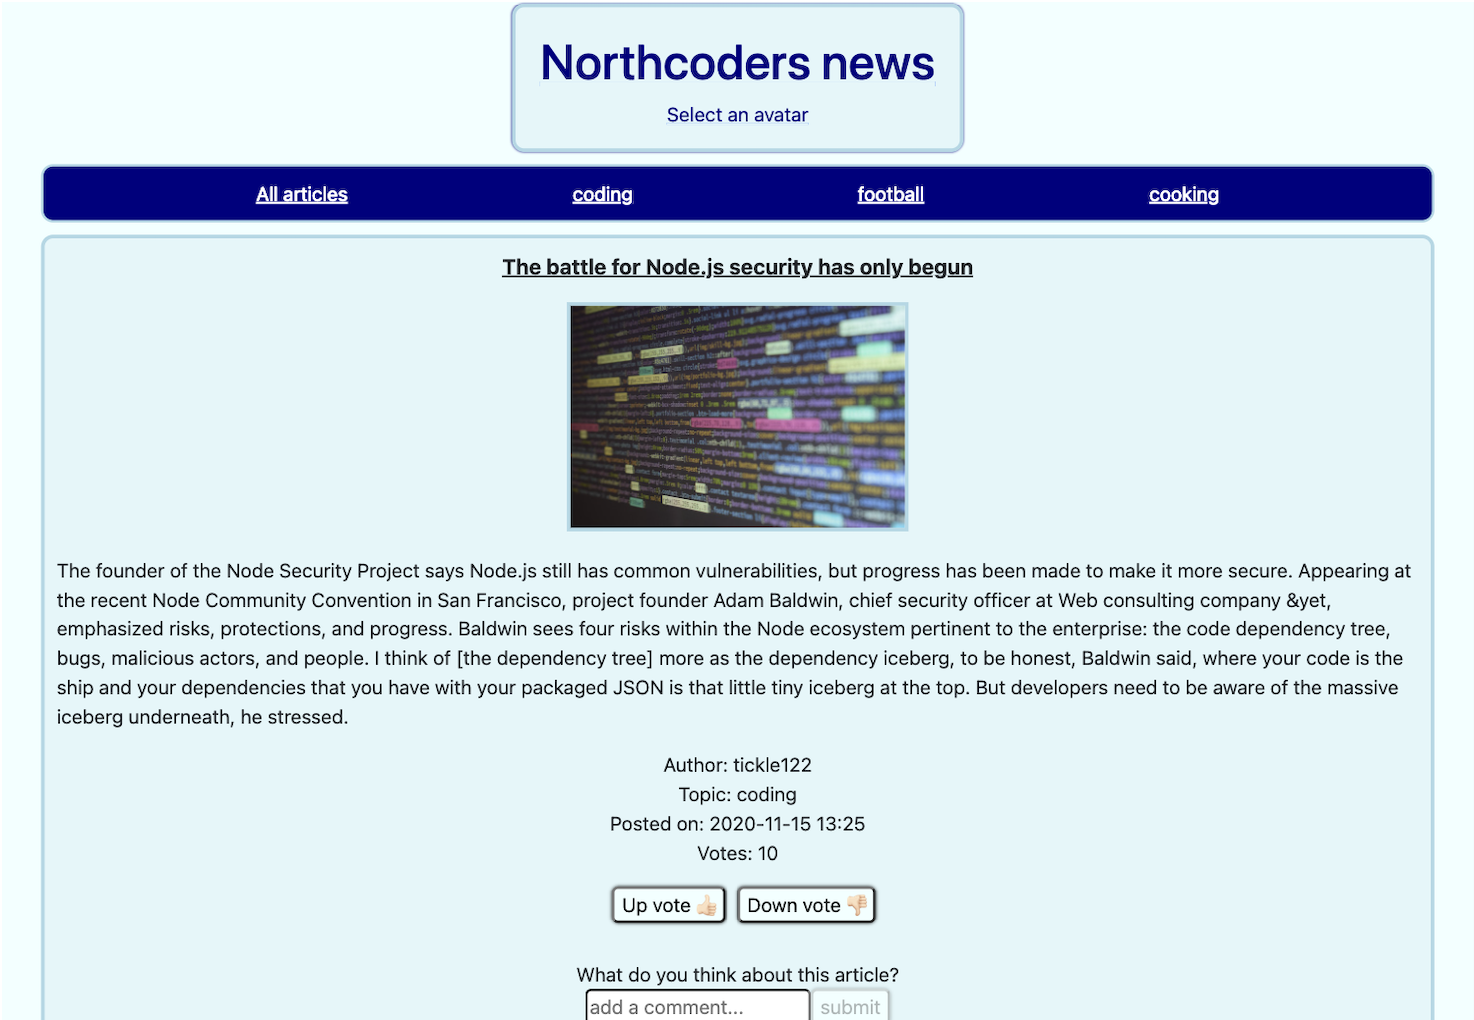 Northcoders news
Select an avatar
All articles coding football cooking
The battle for Node.js security has only begun
The founder of the Node Security Project says Node.js still has common vulnerabilities, but progress has been made to make it more secure. Appearing at
the recent Node Community Convention in San Francisco, project founder Adam Baldwin, chief security officer at Web consulting company &yet,
emphasized risks, protections, and progress. Baldwin sees four risks within the Node ecosystem pertinent to the enterprise: the code dependency tree,
bugs, malicious actors, and people. I think of [the dependency tree] more as the dependency iceberg, to be honest, Baldwin said, where your code is the
ship and your dependencies that you have with your packaged JSON is that little tiny iceberg at the top. But developers need to be aware of the massive
iceberg underneath, he stressed.
Author: tickle122
Topic: coding
Posted on: 2020-11-15 13:25
Votes: 10
Up vote 👍🏻 Down vote 👎🏻
What do you think about this article?
add a comment... submit